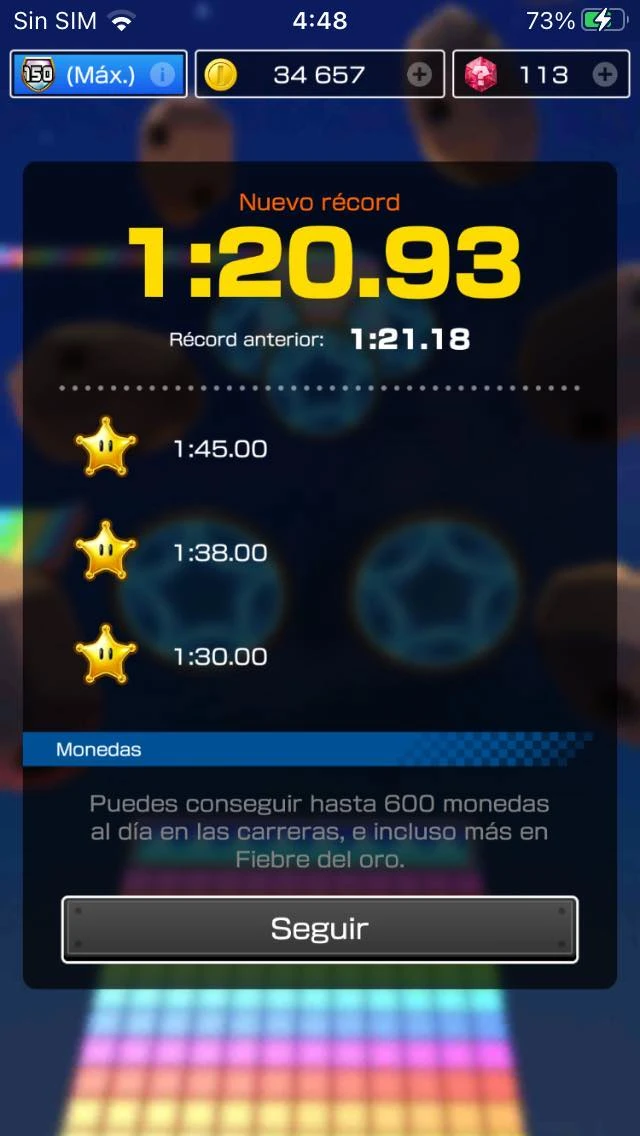 Sin SIM 4:48 73%
150 (Máx.) i 34 657 + ? 113 +
Nuevo récord
1:20.93
Récord anterior: 1:21.18
1:45.00
1:38.00
1:30.00
Monedas
Puedes conseguir hasta 600 monedas
al día en las carreras, e incluso más en
Fiebre del oro.
Seguir